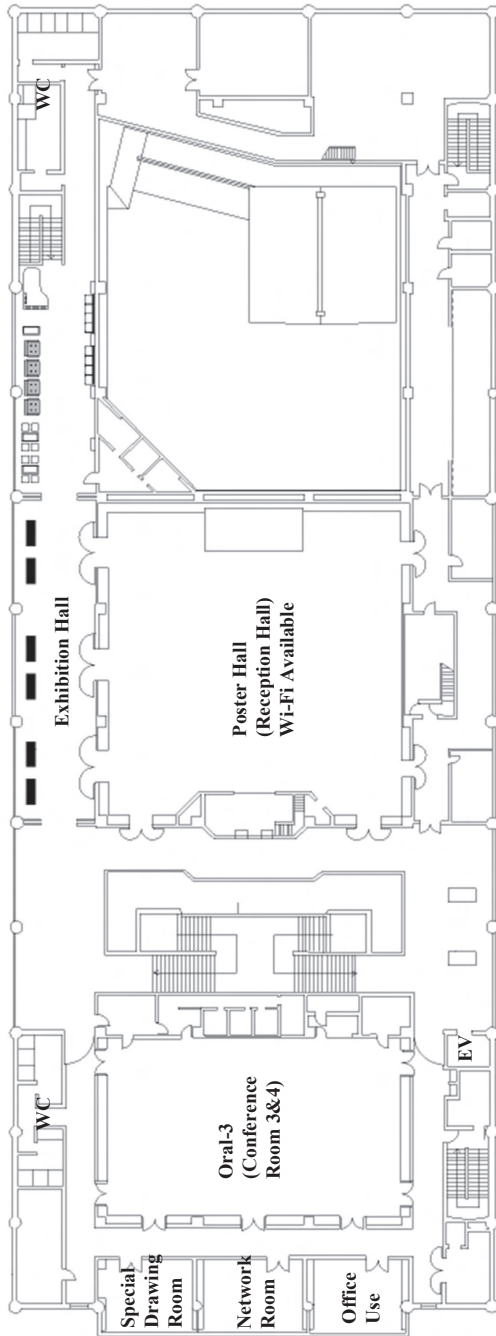 WC
Exhibition Hall
WC
Special
Drawing
Room
Network
Room
Office
Use
Oral-3
(Conference
Room 3&4)
Poster Hall
(Reception Hall)
Wi-Fi Available
EV